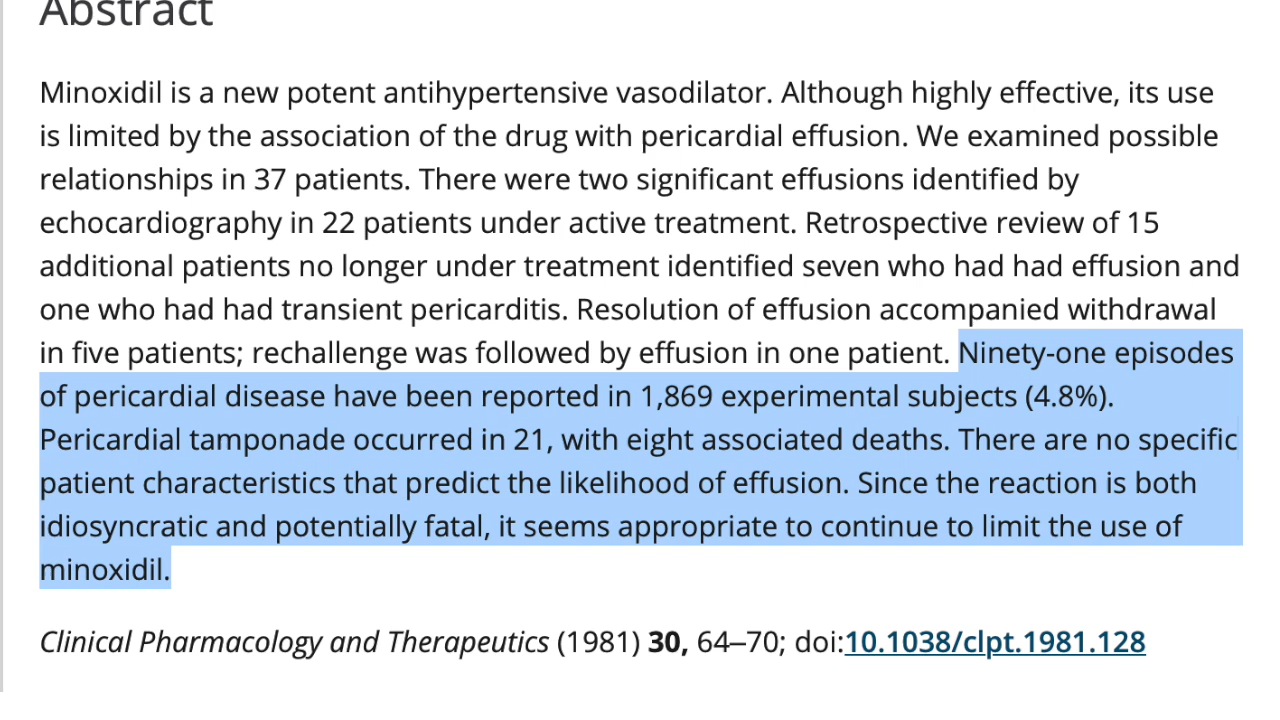 Abstract
Minoxidil is a new potent antihypertensive vasodilator. Although highly effective, its use
is limited by the association of the drug with pericardial effusion. We examined possible
relationships in 37 patients. There were two significant effusions identified by
echocardiography in 22 patients under active treatment. Retrospective review of 15
additional patients no longer under treatment identified seven who had had effusion and
one who had had transient pericarditis. Resolution of effusion accompanied withdrawal
in five patients; rechallenge was followed by effusion in one patient. Ninety-one episodes
of pericardial disease have been reported in 1,869 experimental subjects (4.8%).
Pericardial tamponade occurred in 21, with eight associated deaths. There are no specific
patient characteristics that predict the likelihood of effusion. Since the reaction is both
idiosyncratic and potentially fatal, it seems appropriate to continue to limit the use of
minoxidil.
Clinical Pharmacology and Therapeutics (1981) 30, 64–70; doi:10.1038/clpt.1981.128